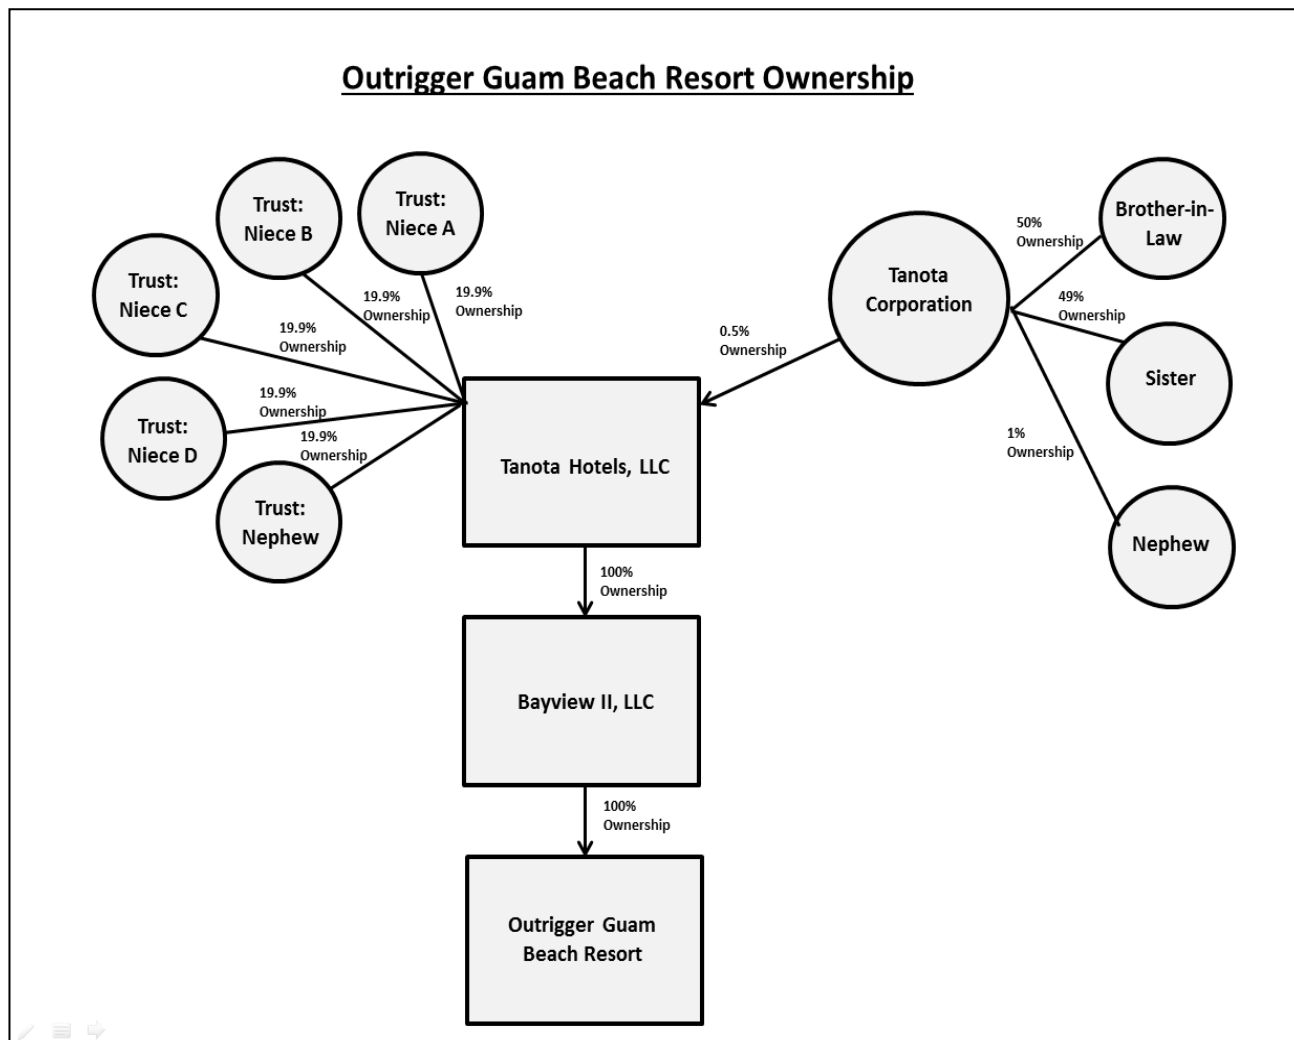 Outrigger Guam Beach Resort Ownership
Trust:
Niece A
Trust:
Niece B
Trust:
Niece C
Trust:
Niece D
Trust:
Nephew
19.9%
Ownership
19.9%
Ownership
19.9%
Ownership
19.9%
Ownership
19.9%
Ownership
Tanota
Corporation
0.5%
Ownership
50%
Ownership
49%
Ownership
1%
Ownership
Brother-in-
Law
Sister
Nephew
Tanota Hotels, LLC
100%
Ownership
Bayview II, LLC
100%
Ownership
Outrigger Guam
Beach Resort